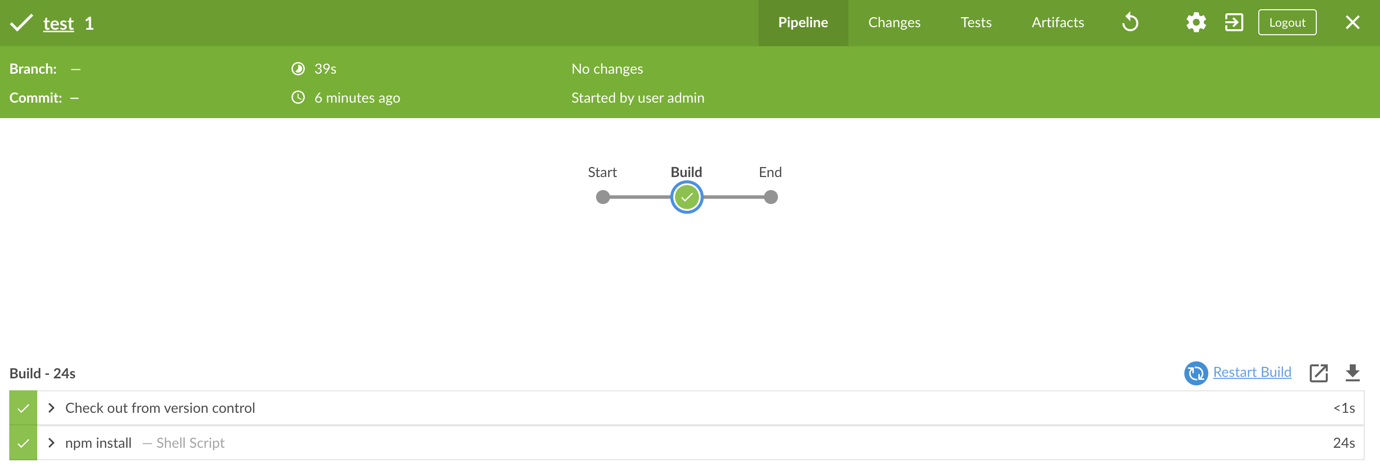 test 1 Pipeline Changes Tests Artifacts Logout
Branch: — 39s No changes
Commit: — 6 minutes ago Started by user admin
Start Build End
Build - 24s Restart Build
Check out from version control <1s
npm install — Shell Script 24s